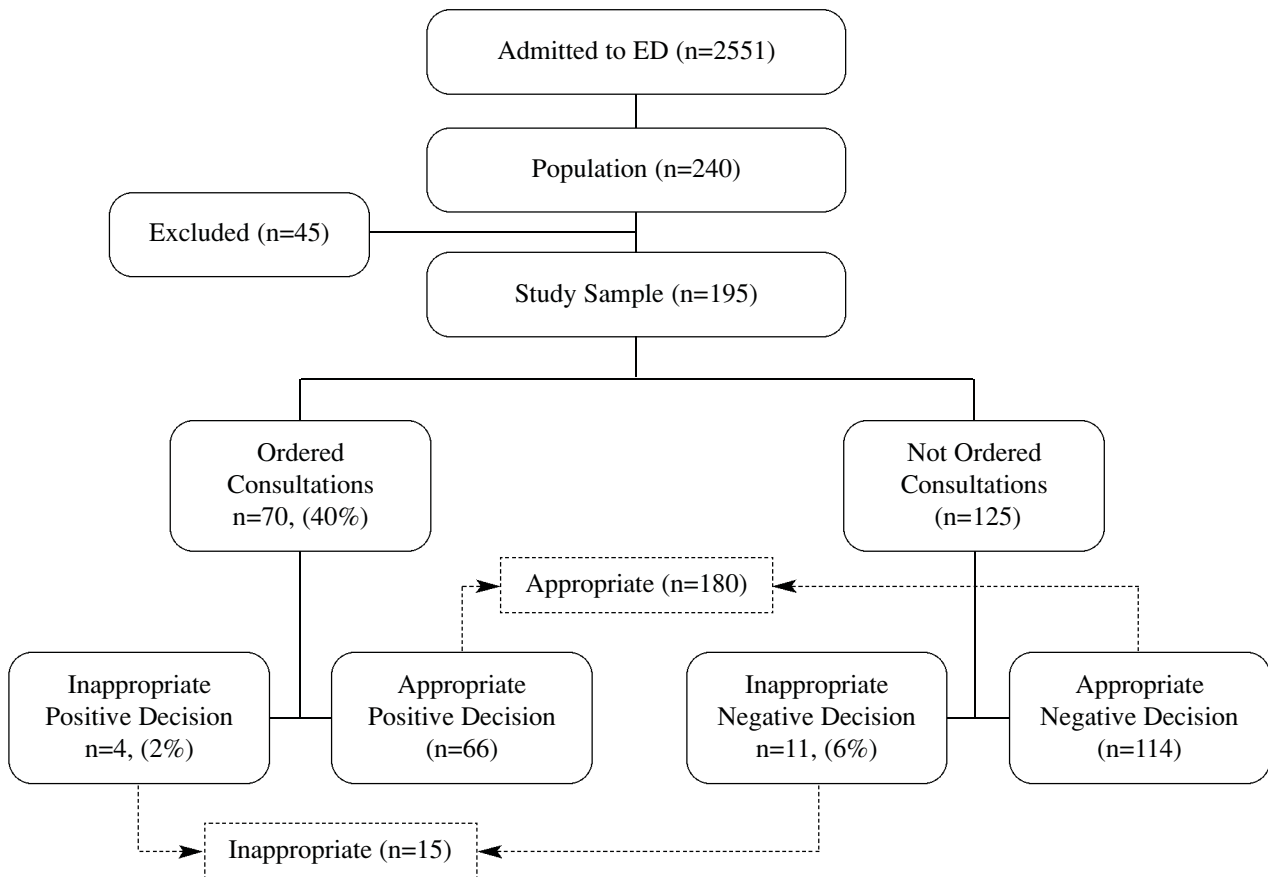 Admitted to ED (n=2551)
Population (n=240)
Excluded (n=45)
Study Sample (n=195)
Ordered
Consultations
n=70, (40%)
Not Ordered
Consultations
(n=125)
Appropriate (n=180)
Inappropriate
Positive Decision
n=4, (2%)
Appropriate
Positive Decision
(n=66)
Inappropriate
Negative Decision
n=11, (6%)
Appropriate
Negative Decision
(n=114)
Inappropriate (n=15)